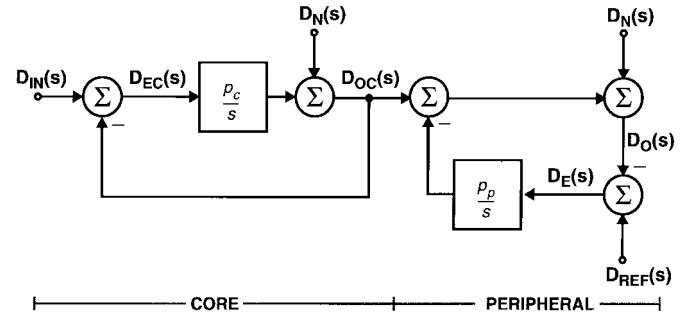 D_N(s)
D_N(s)
D_IN(s)
D_EC(s)
D_OC(s)
Σ
p_c
s
Σ
Σ
Σ
−
−
D_O(s)
−
p_p
s
D_E(s)
Σ
D_REF(s)
CORE
PERIPHERAL